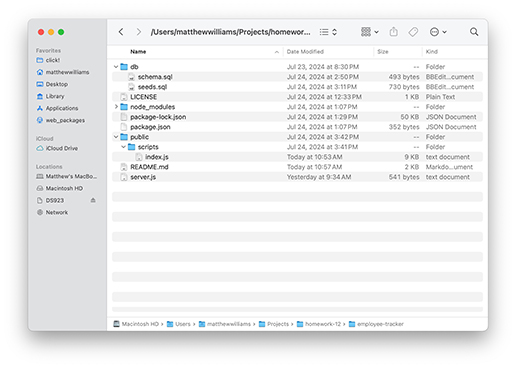 /Users/matthewwilliams/Projects/homewor...
Favorites
click!
matthewwilliams
Desktop
Library
Applications
web_packages
iCloud
iCloud Drive
Locations
Matthew's MacBo...
Macintosh HD
DS923
Network
Name Date Modified Size Kind
db Jul 23, 2024 at 8:30 PM -- Folder
schema.sql Jul 24, 2024 at 2:50 PM 493 bytes BBEdit...cument
seeds.sql Jul 24, 2024 at 3:11 PM 730 bytes BBEdit...cument
LICENSE Jul 24, 2024 at 12:33 PM 1 KB Plain Text
node_modules Jul 24, 2024 at 1:07 PM -- Folder
package-lock.json Jul 24, 2024 at 1:29 PM 50 KB JSON Document
package.json Jul 24, 2024 at 1:07 PM 352 bytes JSON Document
public Jul 24, 2024 at 3:42 PM -- Folder
scripts Jul 24, 2024 at 3:41 PM -- Folder
index.js Today at 10:53 AM 9 KB text document
README.md Today at 10:57 AM 2 KB Markdo...cument
server.js Yesterday at 9:34 AM 541 bytes text document
Macintosh HD › Users › matthewwilliams › Projects › homework-12 › employee-tracker